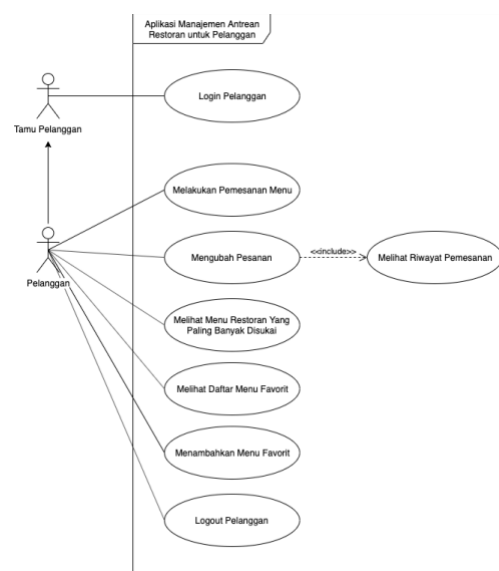 Aplikasi Manajemen Antrean
Restoran untuk Pelanggan
Login Pelanggan
Tamu Pelanggan
Melakukan Pemesanan Menu
Mengubah Pesanan
<<include>>
Melihat Riwayat Pemesanan
Pelanggan
Melihat Menu Restoran Yang
Paling Banyak Disukai
Melihat Daftar Menu Favorit
Menambahkan Menu Favorit
Logout Pelanggan